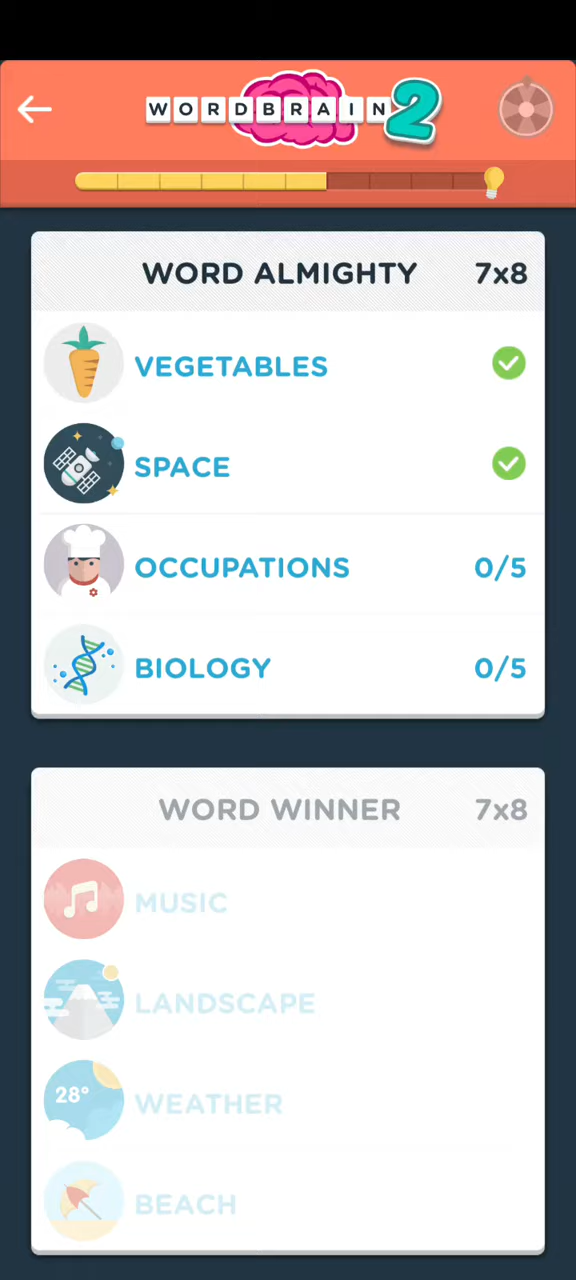 WORDBRAIN2
WORD ALMIGHTY 7x8
VEGETABLES
SPACE
OCCUPATIONS 0/5
BIOLOGY 0/5
WORD WINNER 7x8
MUSIC
LANDSCAPE
28° WEATHER
BEACH